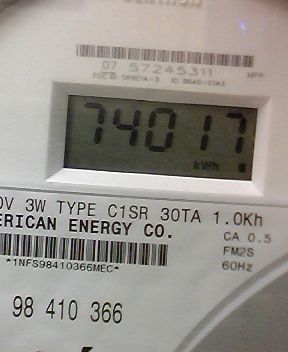 07 57245311
74017
kWh
0V 3W TYPE C1SR 30TA 1.0Kh
ERICAN ENERGY CO.
CA 0.5
FM2S
*1NFS98410366MEC*
60Hz
98 410 366